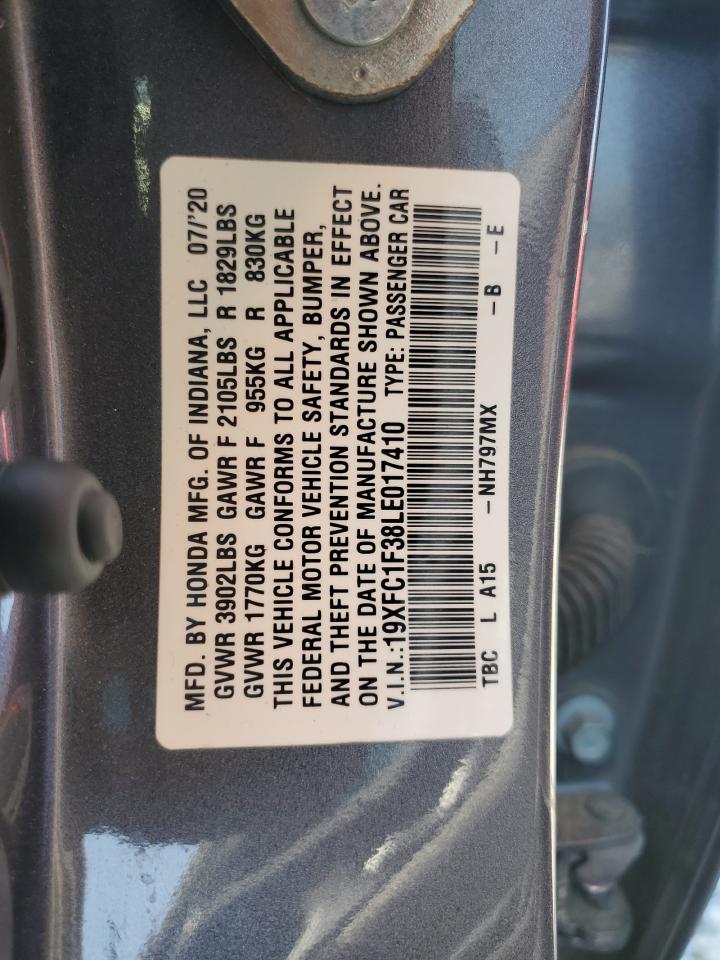 MFD. BY HONDA MFG. OF INDIANA, LLC 07/'20
GVWR 3902LBS GAWR F 2105LBS R 1829LBS
GVWR 1770KG GAWR F 955KG R 830KG
THIS VEHICLE CONFORMS TO ALL APPLICABLE
FEDERAL MOTOR VEHICLE SAFETY, BUMPER,
AND THEFT PREVENTION STANDARDS IN EFFECT
ON THE DATE OF MANUFACTURE SHOWN ABOVE.
V.I.N.:19XFC1F38LE017410 TYPE: PASSENGER CAR
TBC L A15 -NH797MX -B -E